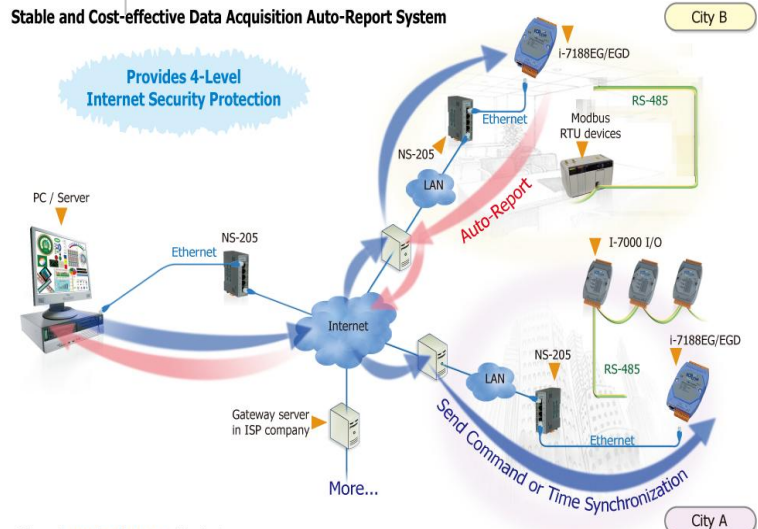 Stable and Cost-effective Data Acquisition Auto-Report System
City B
Provides 4-Level
Internet Security Protection
i-7188EG/EGD
RS-485
Ethernet
Modbus
RTU devices
NS-205
LAN
Auto-Report
PC / Server
Ethernet
NS-205
I-7000 I/O
Internet
i-7188EG/EGD
NS-205
RS-485
LAN
Gateway server
in ISP company
Ethernet
Send Command or Time Synchronization
More...
City A